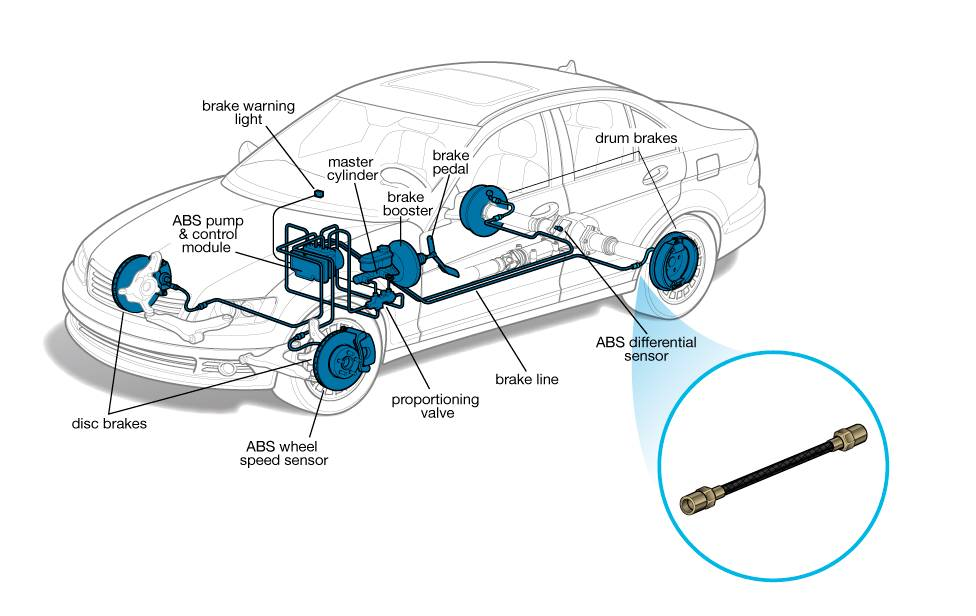 brake warning
light
master
cylinder
brake
pedal
drum brakes
brake
booster
ABS pump
& control
module
ABS differential
sensor
brake line
proportioning
valve
disc brakes
ABS wheel
speed sensor